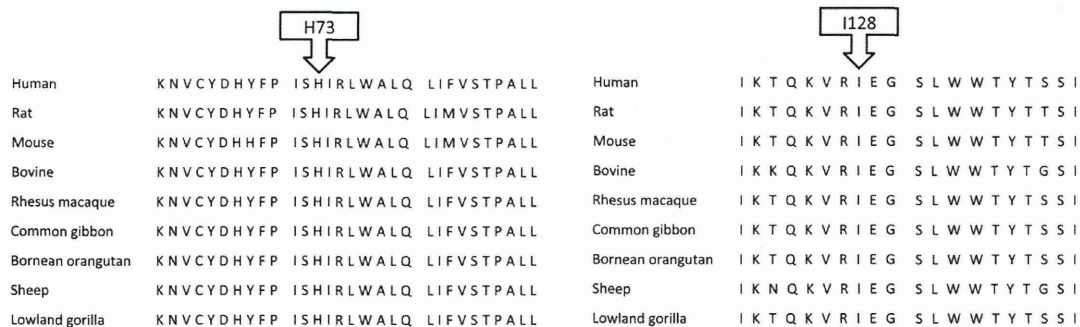 H73
Human KNVCYDHYFP ISHIRLWALQ LIFVSTPALL
Rat KNVCYDHYFP ISHIRLWALQ LIMVSTPALL
Mouse KNVCYDHHFP ISHIRLWALQ LIMVSTPALL
Bovine KNVCYDHYFP ISHIRLWALQ LIFVSTPALL
Rhesus macaque KNVCYDHYFP ISHIRLWALQ LIFVSTPALL
Common gibbon KNVCYDHYFP ISHIRLWALQ LIFVSTPALL
Bornean orangutan KNVCYDHYFP ISHIRLWALQ LIFVSTPALL
Sheep KNVCYDHYFP ISHIRLWALQ LIFVSTPALL
Lowland gorilla KNVCYDHYFP ISHIRLWALQ LIFVSTPALL
I128
Human IKTQKVRIEG SLWWTYTSSI
Rat IKTQKVRIEG SLWWTYTTSI
Mouse IKTQKVRIEG SLWWTYTTSI
Bovine IKKQKVRIEG SLWWTYTGSI
Rhesus macaque IKTQKVRIEG SLWWTYTSSI
Common gibbon IKTQKVRIEG SLWWTYTSSI
Bornean orangutan IKTQKVRIEG SLWWTYTSSI
Sheep IKNQKVRIEG SLWWTYTGSI
Lowland gorilla IKTQKVRIEG SLWWTYTSSI